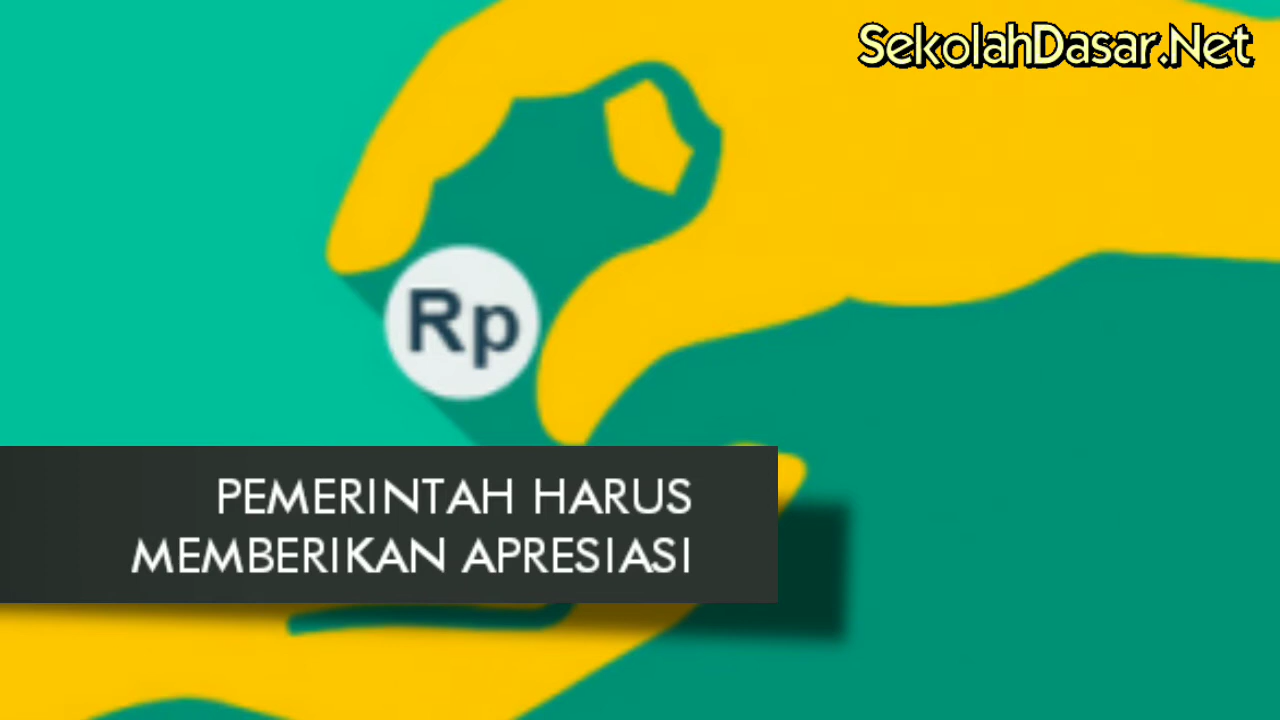 SekolahDasar.Net
Rp
PEMERINTAH HARUS
MEMBERIKAN APRESIASI